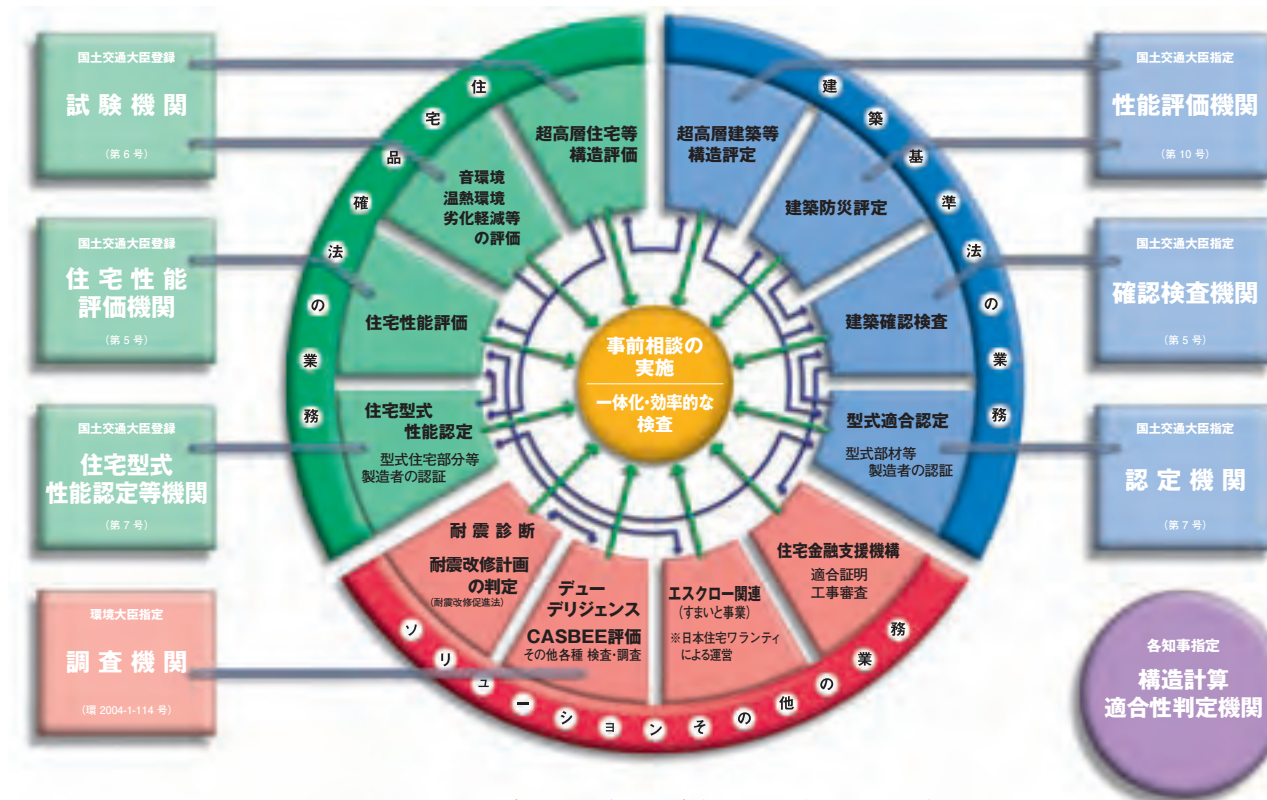 国土交通大臣登録
試験機関
(第6号)
国土交通大臣登録
住宅性能
評価機関
(第5号)
国土交通大臣登録
住宅型式
性能認定等機関
(第7号)
環境大臣指定
調査機関
(環 2004-1-114 号)
住宅品確法の業務
超高層住宅等
構造評価
音環境
温熱環境
劣化軽減等
の評価
住宅性能評価
住宅型式
性能認定
型式住宅部分等
製造者の認証
建築基準法の業務
超高層建築等
構造評定
建築防災評定
建築確認検査
型式適合認定
型式部材等
製造者の認証
事前相談の
実施
一体化・効率的な
検査
ソリューションその他の業務
耐震診断
耐震改修計画
の判定
(耐震改修促進法)
デュー
デリジェンス
CASBEE評価
その他各種 検査・調査
エスクロー関連
(すまいと事業)
※日本住宅ワランティ
による運営
住宅金融支援機構
適合証明
工事審査
国土交通大臣指定
性能評価機関
(第10号)
国土交通大臣指定
確認検査機関
(第5号)
国土交通大臣指定
認定機関
(第7号)
各知事指定
構造計算
適合性判定機関